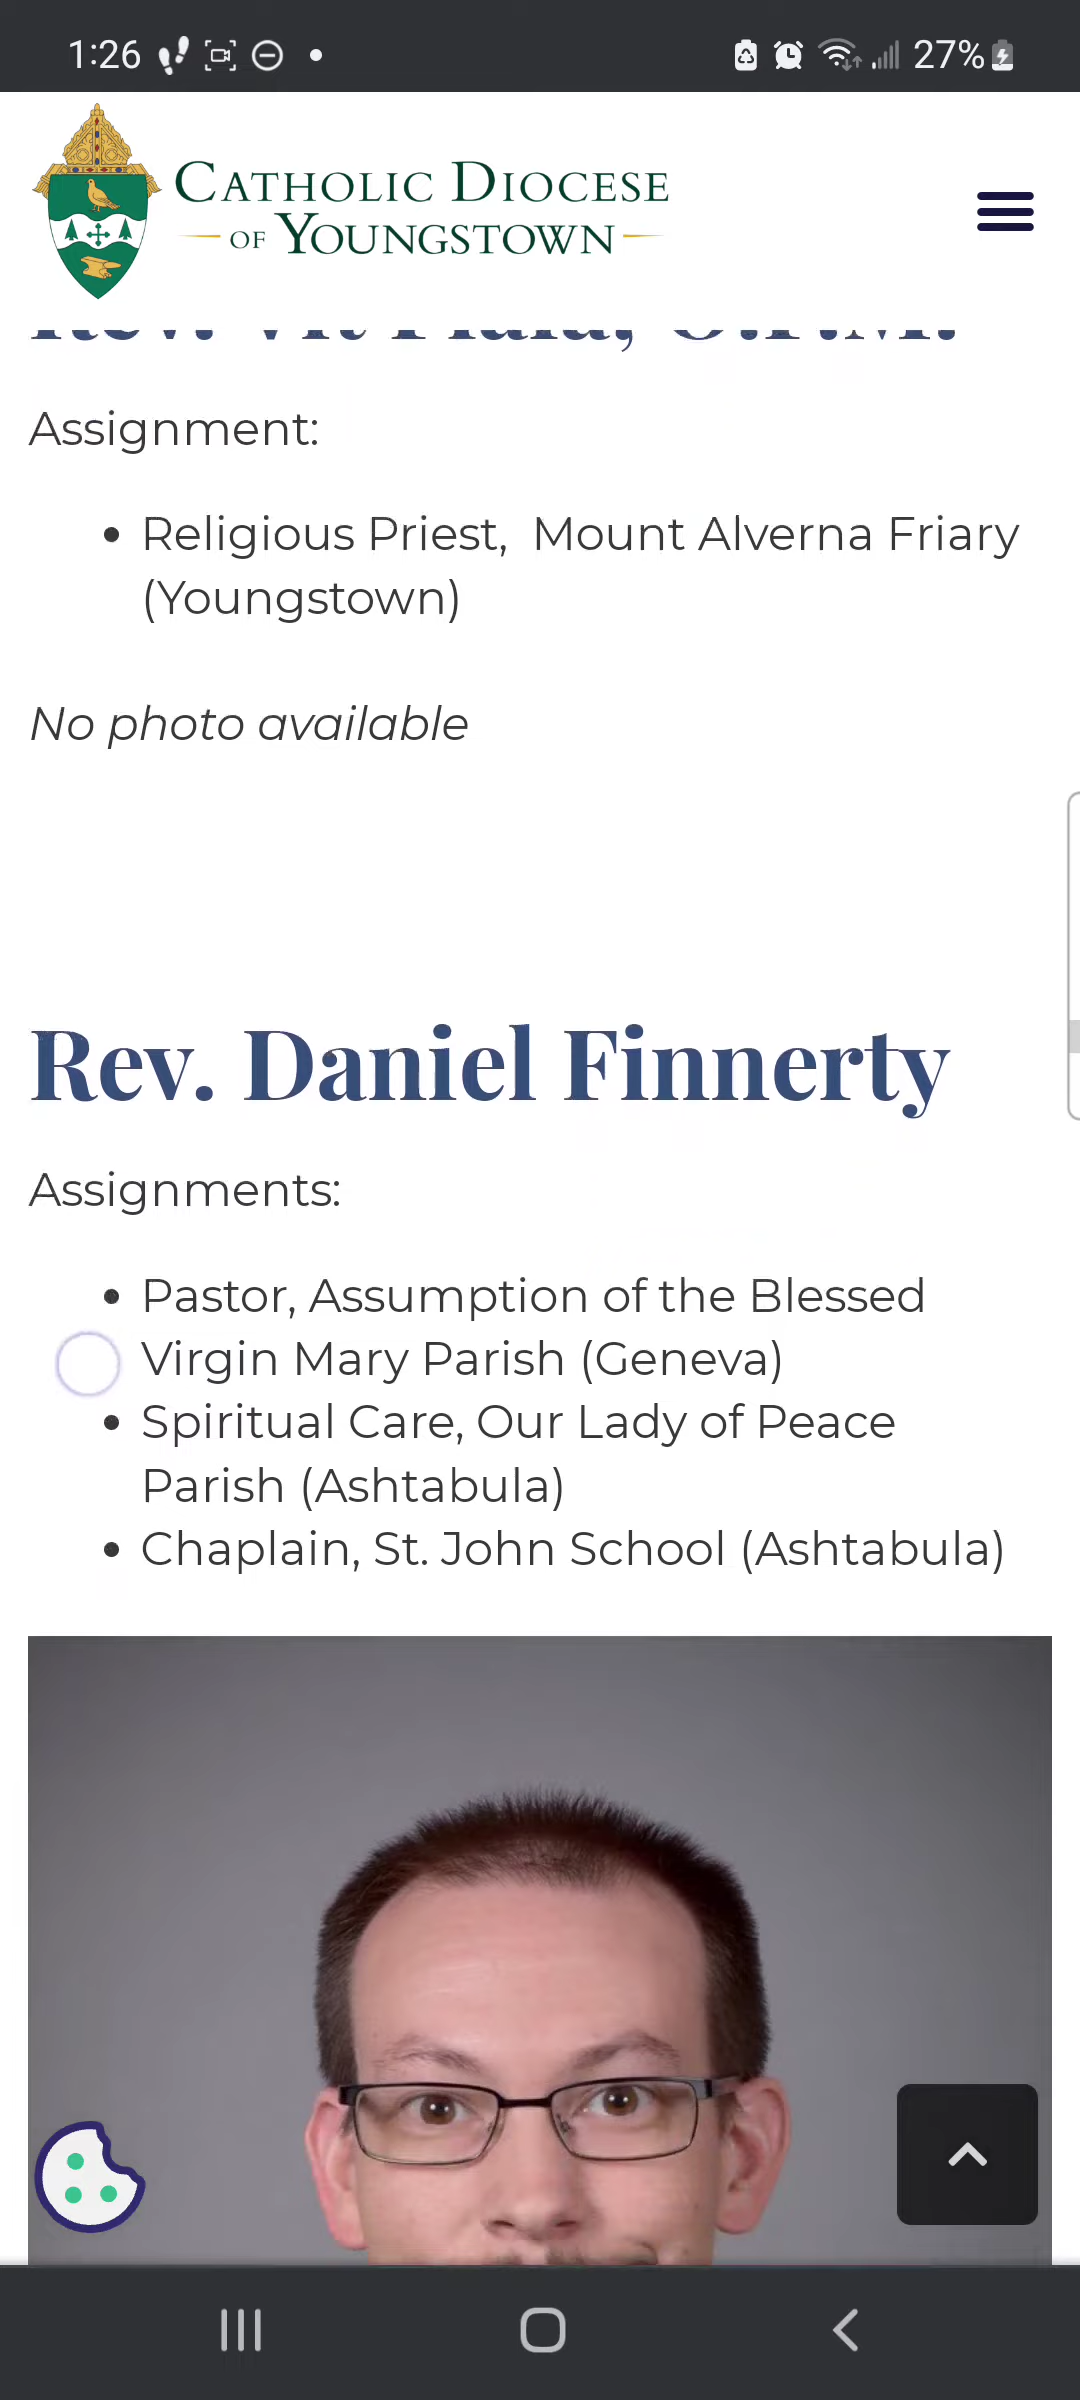 1:26
27%
CATHOLIC DIOCESE
OF YOUNGSTOWN
Rev.
Assignment:
• Religious Priest, Mount Alverna Friary
(Youngstown)
No photo available
Rev. Daniel Finnerty
Assignments:
• Pastor, Assumption of the Blessed
Virgin Mary Parish (Geneva)
• Spiritual Care, Our Lady of Peace
Parish (Ashtabula)
• Chaplain, St. John School (Ashtabula)